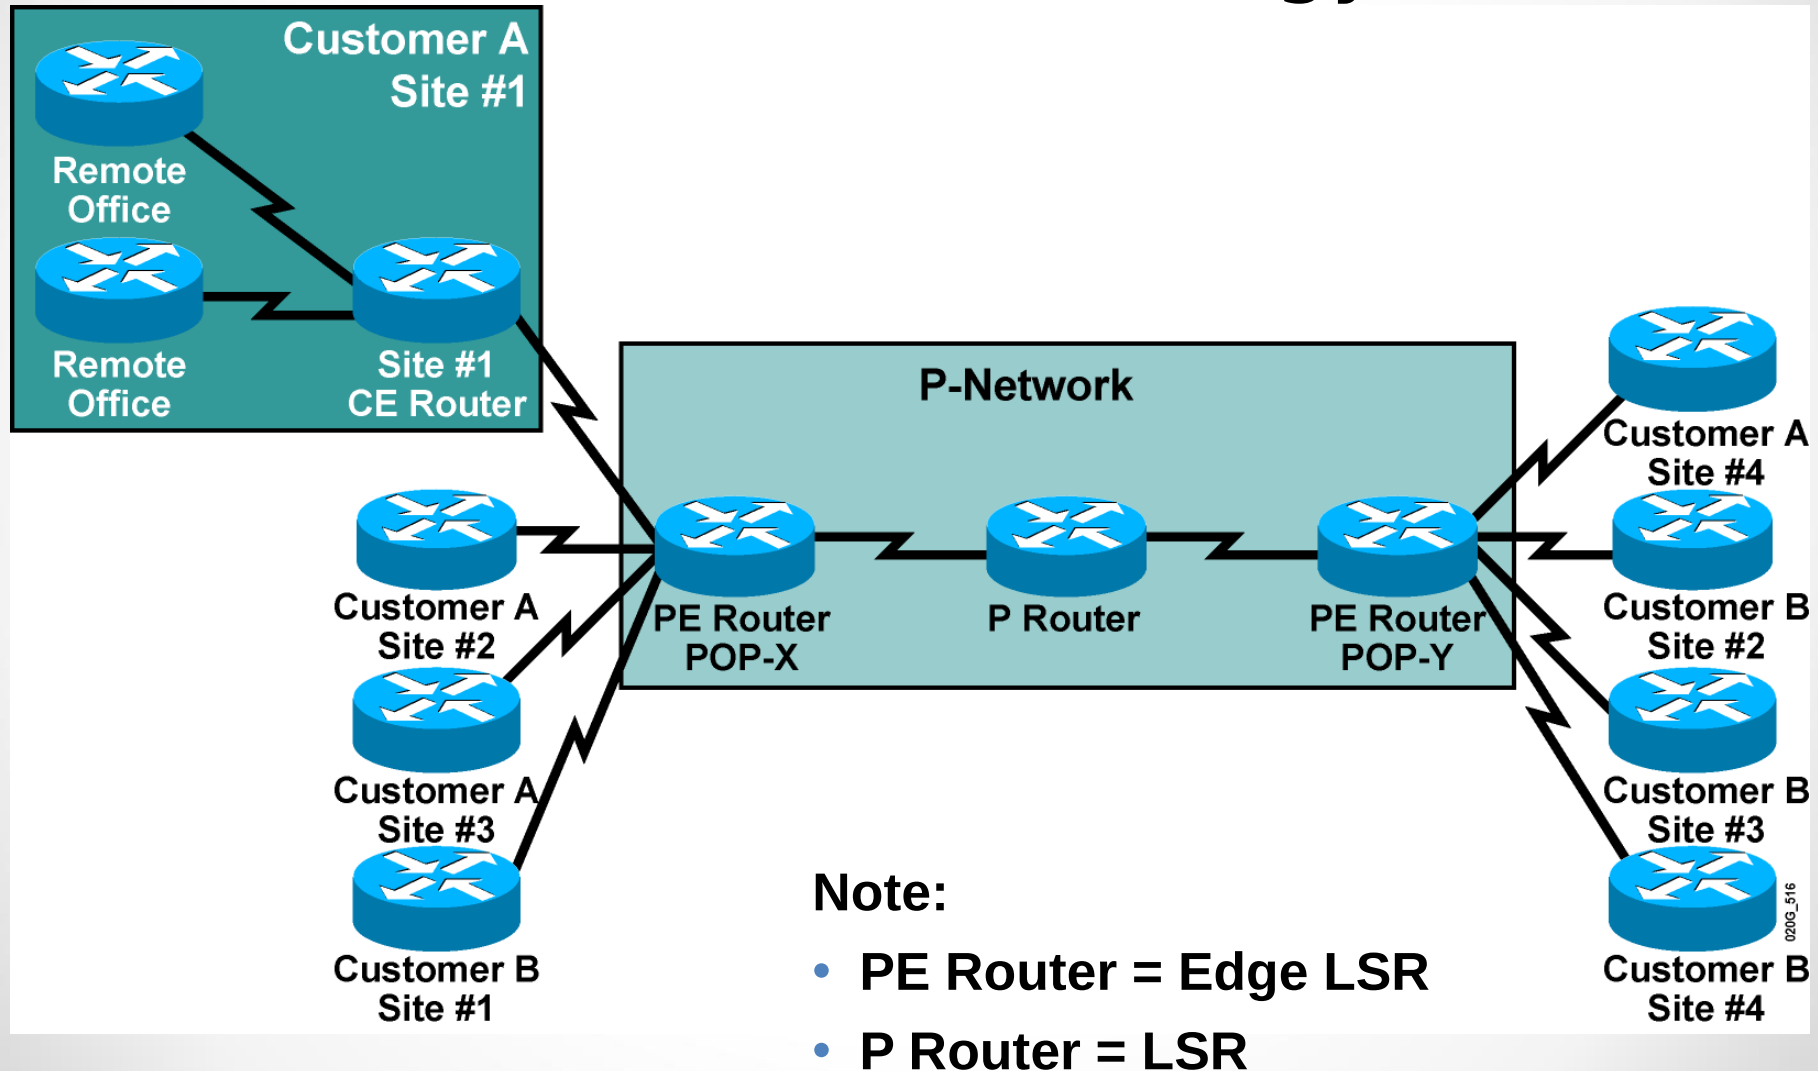 Customer A
Site #1
Remote
Office
Remote
Office
Site #1
CE Router
P-Network
Customer A
Site #4
Customer A
Site #2
PE Router
POP-X
P Router
PE Router
POP-Y
Customer B
Site #2
Customer A
Site #3
Customer B
Site #3
Customer B
Site #1
Customer B
Site #4
020G_516
Note:
• PE Router = Edge LSR
• P Router = LSR